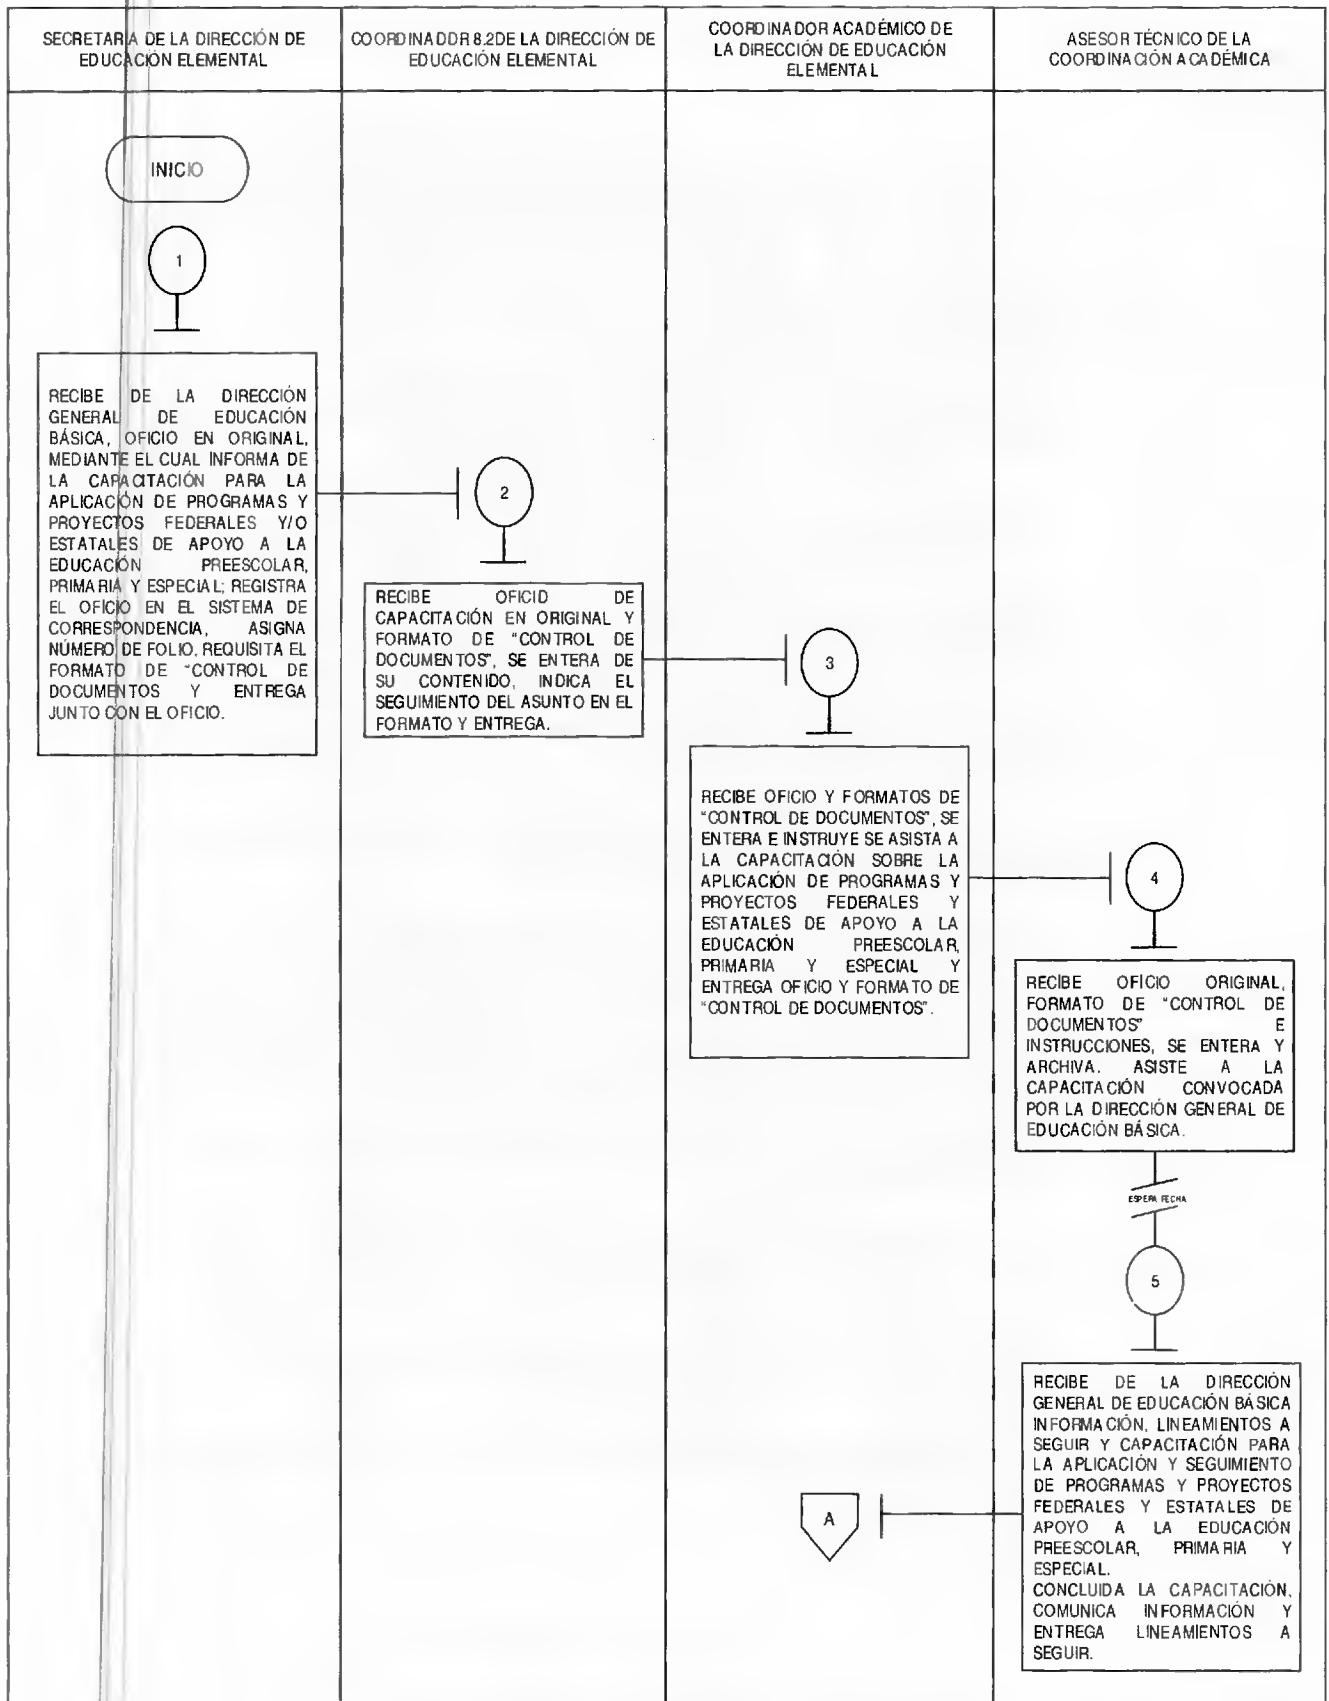 SECRETARÍA DE LA DIRECCIÓN DE
EDUCACIÓN ELEMENTAL
COORDINADOR 8.2DE LA DIRECCIÓN DE
EDUCACIÓN ELEMENTAL
COORDINADOR ACADÉMICO DE
LA DIRECCIÓN DE EDUCACIÓN
ELEMENTAL
ASESOR TÉCNICO DE LA
COORDINACIÓN ACADÉMICA
INICIO
1
RECIBE DE LA DIRECCIÓN
GENERAL DE EDUCACIÓN
BÁSICA, OFICIO EN ORIGINAL,
MEDIANTE EL CUAL INFORMA DE
LA CAPACITACIÓN PARA LA
APLICACIÓN DE PROGRAMAS Y
PROYECTOS FEDERALES Y/O
ESTATALES DE APOYO A LA
EDUCACIÓN PREESCOLAR,
PRIMARIA Y ESPECIAL; REGISTRA
EL OFICIO EN EL SISTEMA DE
CORRESPONDENCIA, ASIGNA
NÚMERO DE FOLIO, REQUISITA EL
FORMATO DE "CONTROL DE
DOCUMENTOS Y ENTREGA
JUNTO CON EL OFICIO.
2
RECIBE OFICIO DE
CAPACITACIÓN EN ORIGINAL Y
FORMATO DE "CONTROL DE
DOCUMENTOS", SE ENTERA DE
SU CONTENIDO, INDICA EL
SEGUIMIENTO DEL ASUNTO EN EL
FORMATO Y ENTREGA.
3
RECIBE OFICIO Y FORMATOS DE
"CONTROL DE DOCUMENTOS", SE
ENTERA E INSTRUYE SE ASISTA A
LA CAPACITACIÓN SOBRE LA
APLICACIÓN DE PROGRAMAS Y
PROYECTOS FEDERALES Y
ESTATALES DE APOYO A LA
EDUCACIÓN PREESCOLAR,
PRIMARIA Y ESPECIAL Y
ENTREGA OFICIO Y FORMATO DE
"CONTROL DE DOCUMENTOS".
4
RECIBE OFICIO ORIGINAL,
FORMATO DE "CONTROL DE
DOCUMENTOS" E
INSTRUCCIONES, SE ENTERA Y
ARCHIVA. ASISTE A LA
CAPACITACIÓN CONVOCADA
POR LA DIRECCIÓN GENERAL DE
EDUCACIÓN BÁSICA.
ESPERA FECHA
5
RECIBE DE LA DIRECCIÓN
GENERAL DE EDUCACIÓN BÁSICA
INFORMACIÓN, LINEAMIENTOS A
SEGUIR Y CAPACITACIÓN PARA
LA APLICACIÓN Y SEGUIMIENTO
DE PROGRAMAS Y PROYECTOS
FEDERALES Y ESTATALES DE
APOYO A LA EDUCACIÓN
PREESCOLAR, PRIMARIA Y
ESPECIAL.
CONCLUIDA LA CAPACITACIÓN,
COMUNICA INFORMACIÓN Y
ENTREGA LINEAMIENTOS A
SEGUIR.
A